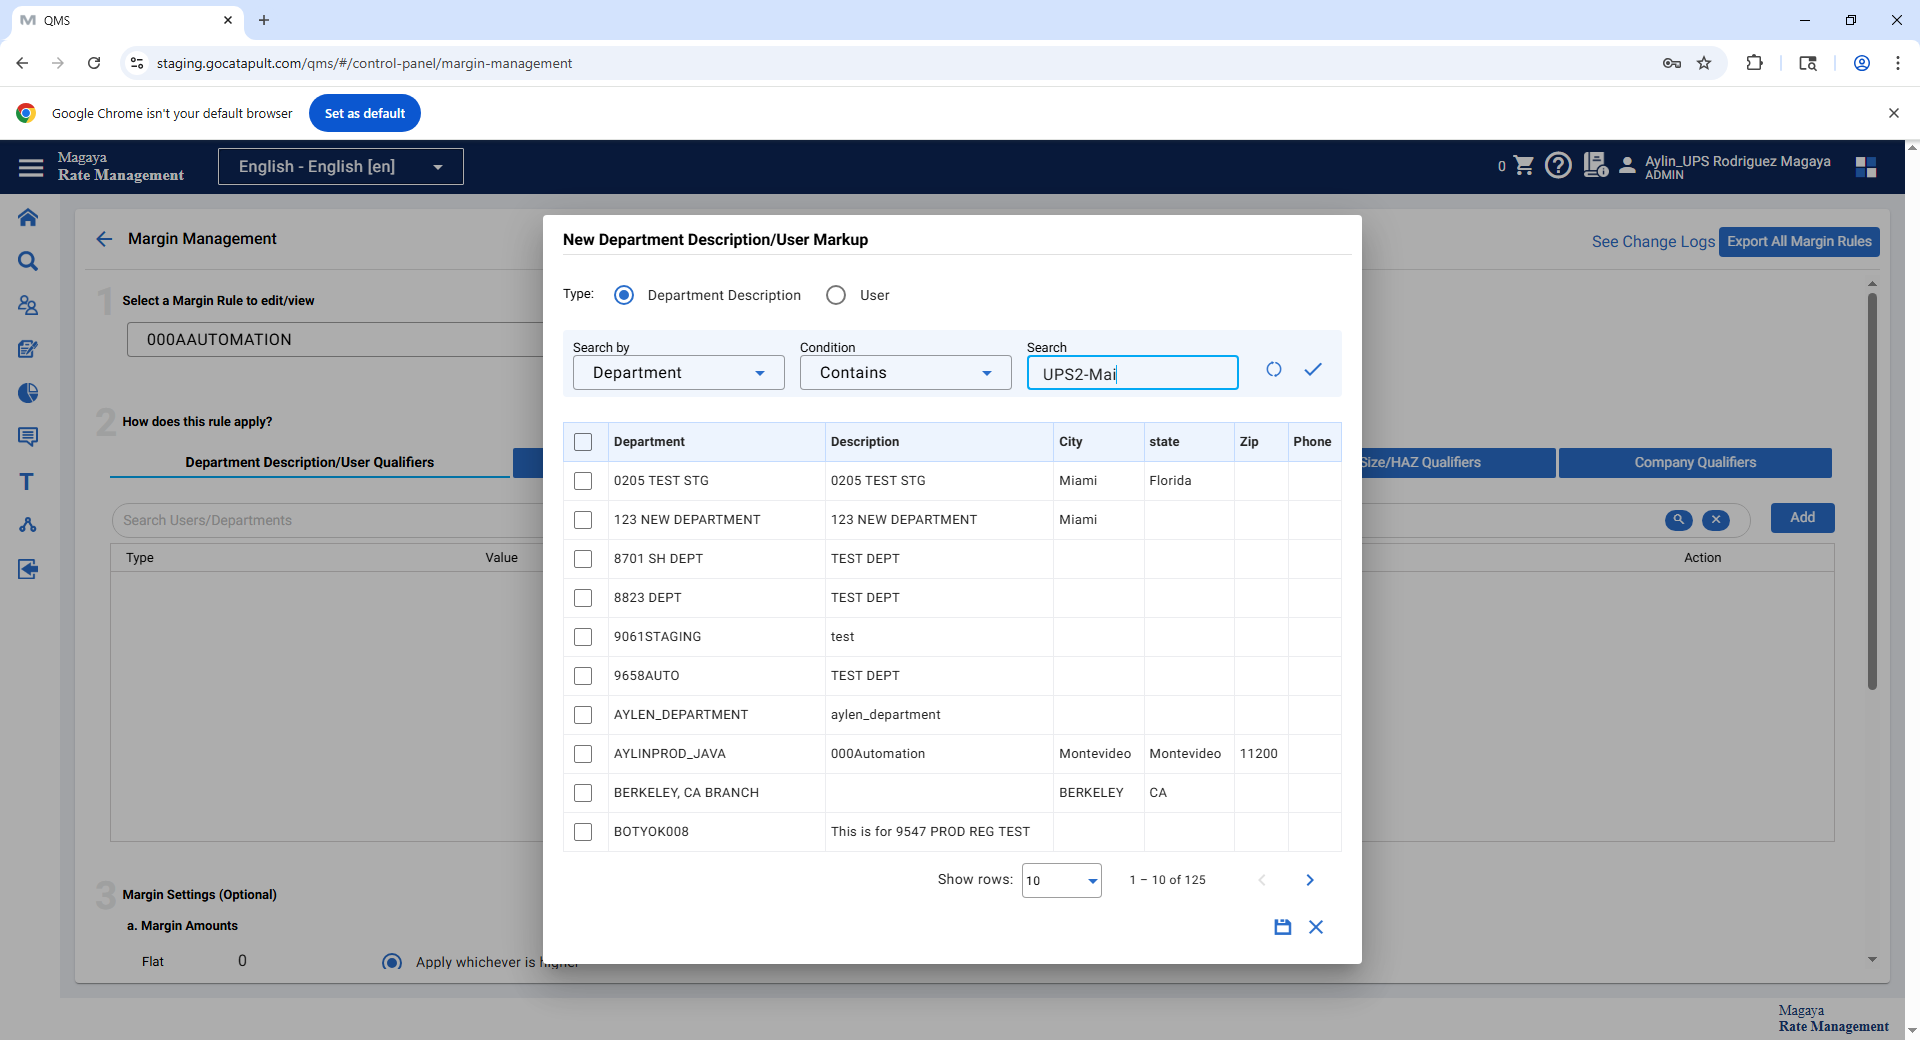 QMS
staging.gocatapult.com/qms/#/control-panel/margin-management
Google Chrome isn't your default browser
Set as default
Magaya
Rate Management
English - English [en]
0
Aylin_UPS Rodriguez Magaya
ADMIN
Margin Management
See Change Logs
Export All Margin Rules
1
Select a Margin Rule to edit/view
000AAUTOMATION
2
How does this rule apply?
Department Description/User Qualifiers
Size/HAZ Qualifiers
Company Qualifiers
Search Users/Departments
Add
Type
Value
Action
3
Margin Settings (Optional)
a. Margin Amounts
Flat
0
Apply whichever is higher
New Department Description/User Markup
Type:
Department Description
User
Search by
Condition
Search
Department
Contains
UPS2-Mai
Department Description City state Zip Phone
0205 TEST STG 0205 TEST STG Miami Florida
123 NEW DEPARTMENT 123 NEW DEPARTMENT Miami
8701 SH DEPT TEST DEPT
8823 DEPT TEST DEPT
9061STAGING test
9658AUTO TEST DEPT
AYLEN_DEPARTMENT aylen_department
AYLINPROD_JAVA 000Automation Montevideo Montevideo 11200
BERKELEY, CA BRANCH BERKELEY CA
BOTYOK008 This is for 9547 PROD REG TEST
Show rows:
10
1 – 10 of 125
Magaya
Rate Management